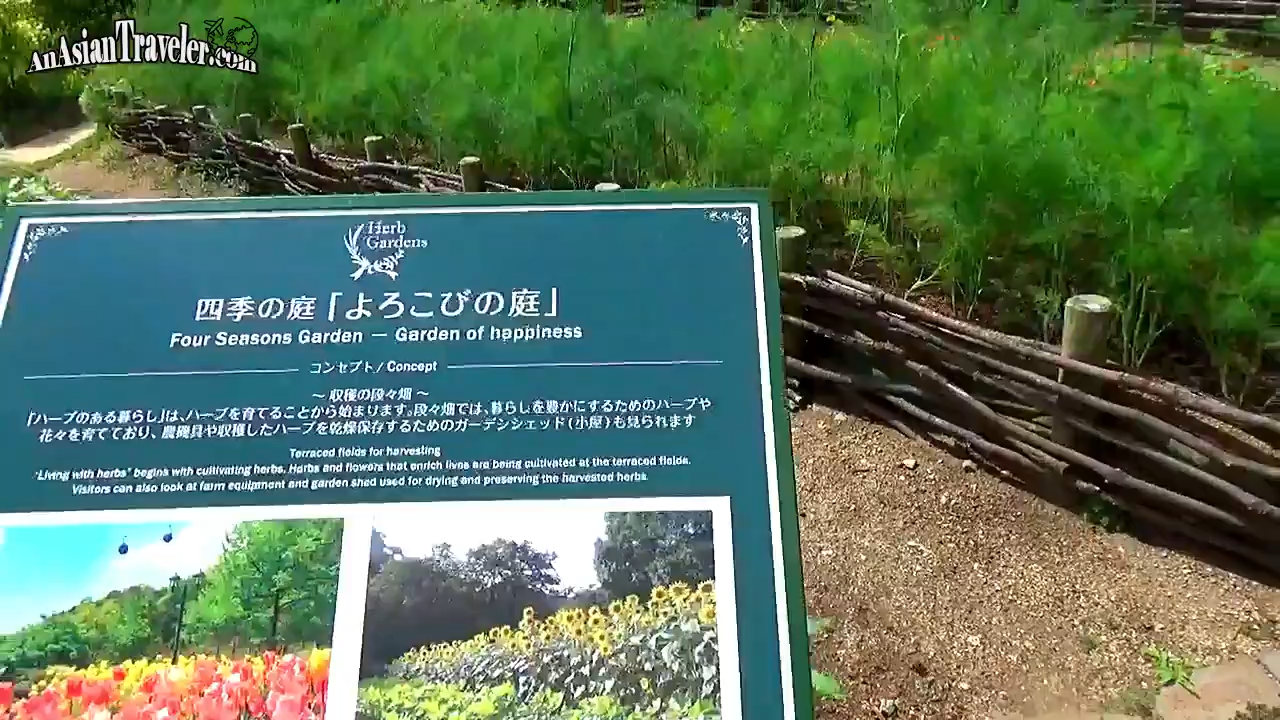 AnAsianTraveler.com
Herb
Gardens
四季の庭「よろこびの庭」
Four Seasons Garden — Garden of happiness
コンセプト / Concept
～ 収穫の段々畑 ～
「ハーブのある暮らし」は、ハーブを育てることから始まります。段々畑では、暮らしを豊かにするためのハーブや
花々を育てており、農機具や収穫したハーブを乾燥保存するためのガーデンシェッド(小屋)も見られます
Terraced fields for harvesting
"Living with herbs" begins with cultivating herbs. Herbs and flowers that enrich lives are being cultivated at the terraced fields.
Visitors can also look at farm equipment and garden shed used for drying and preserving the harvested herbs.